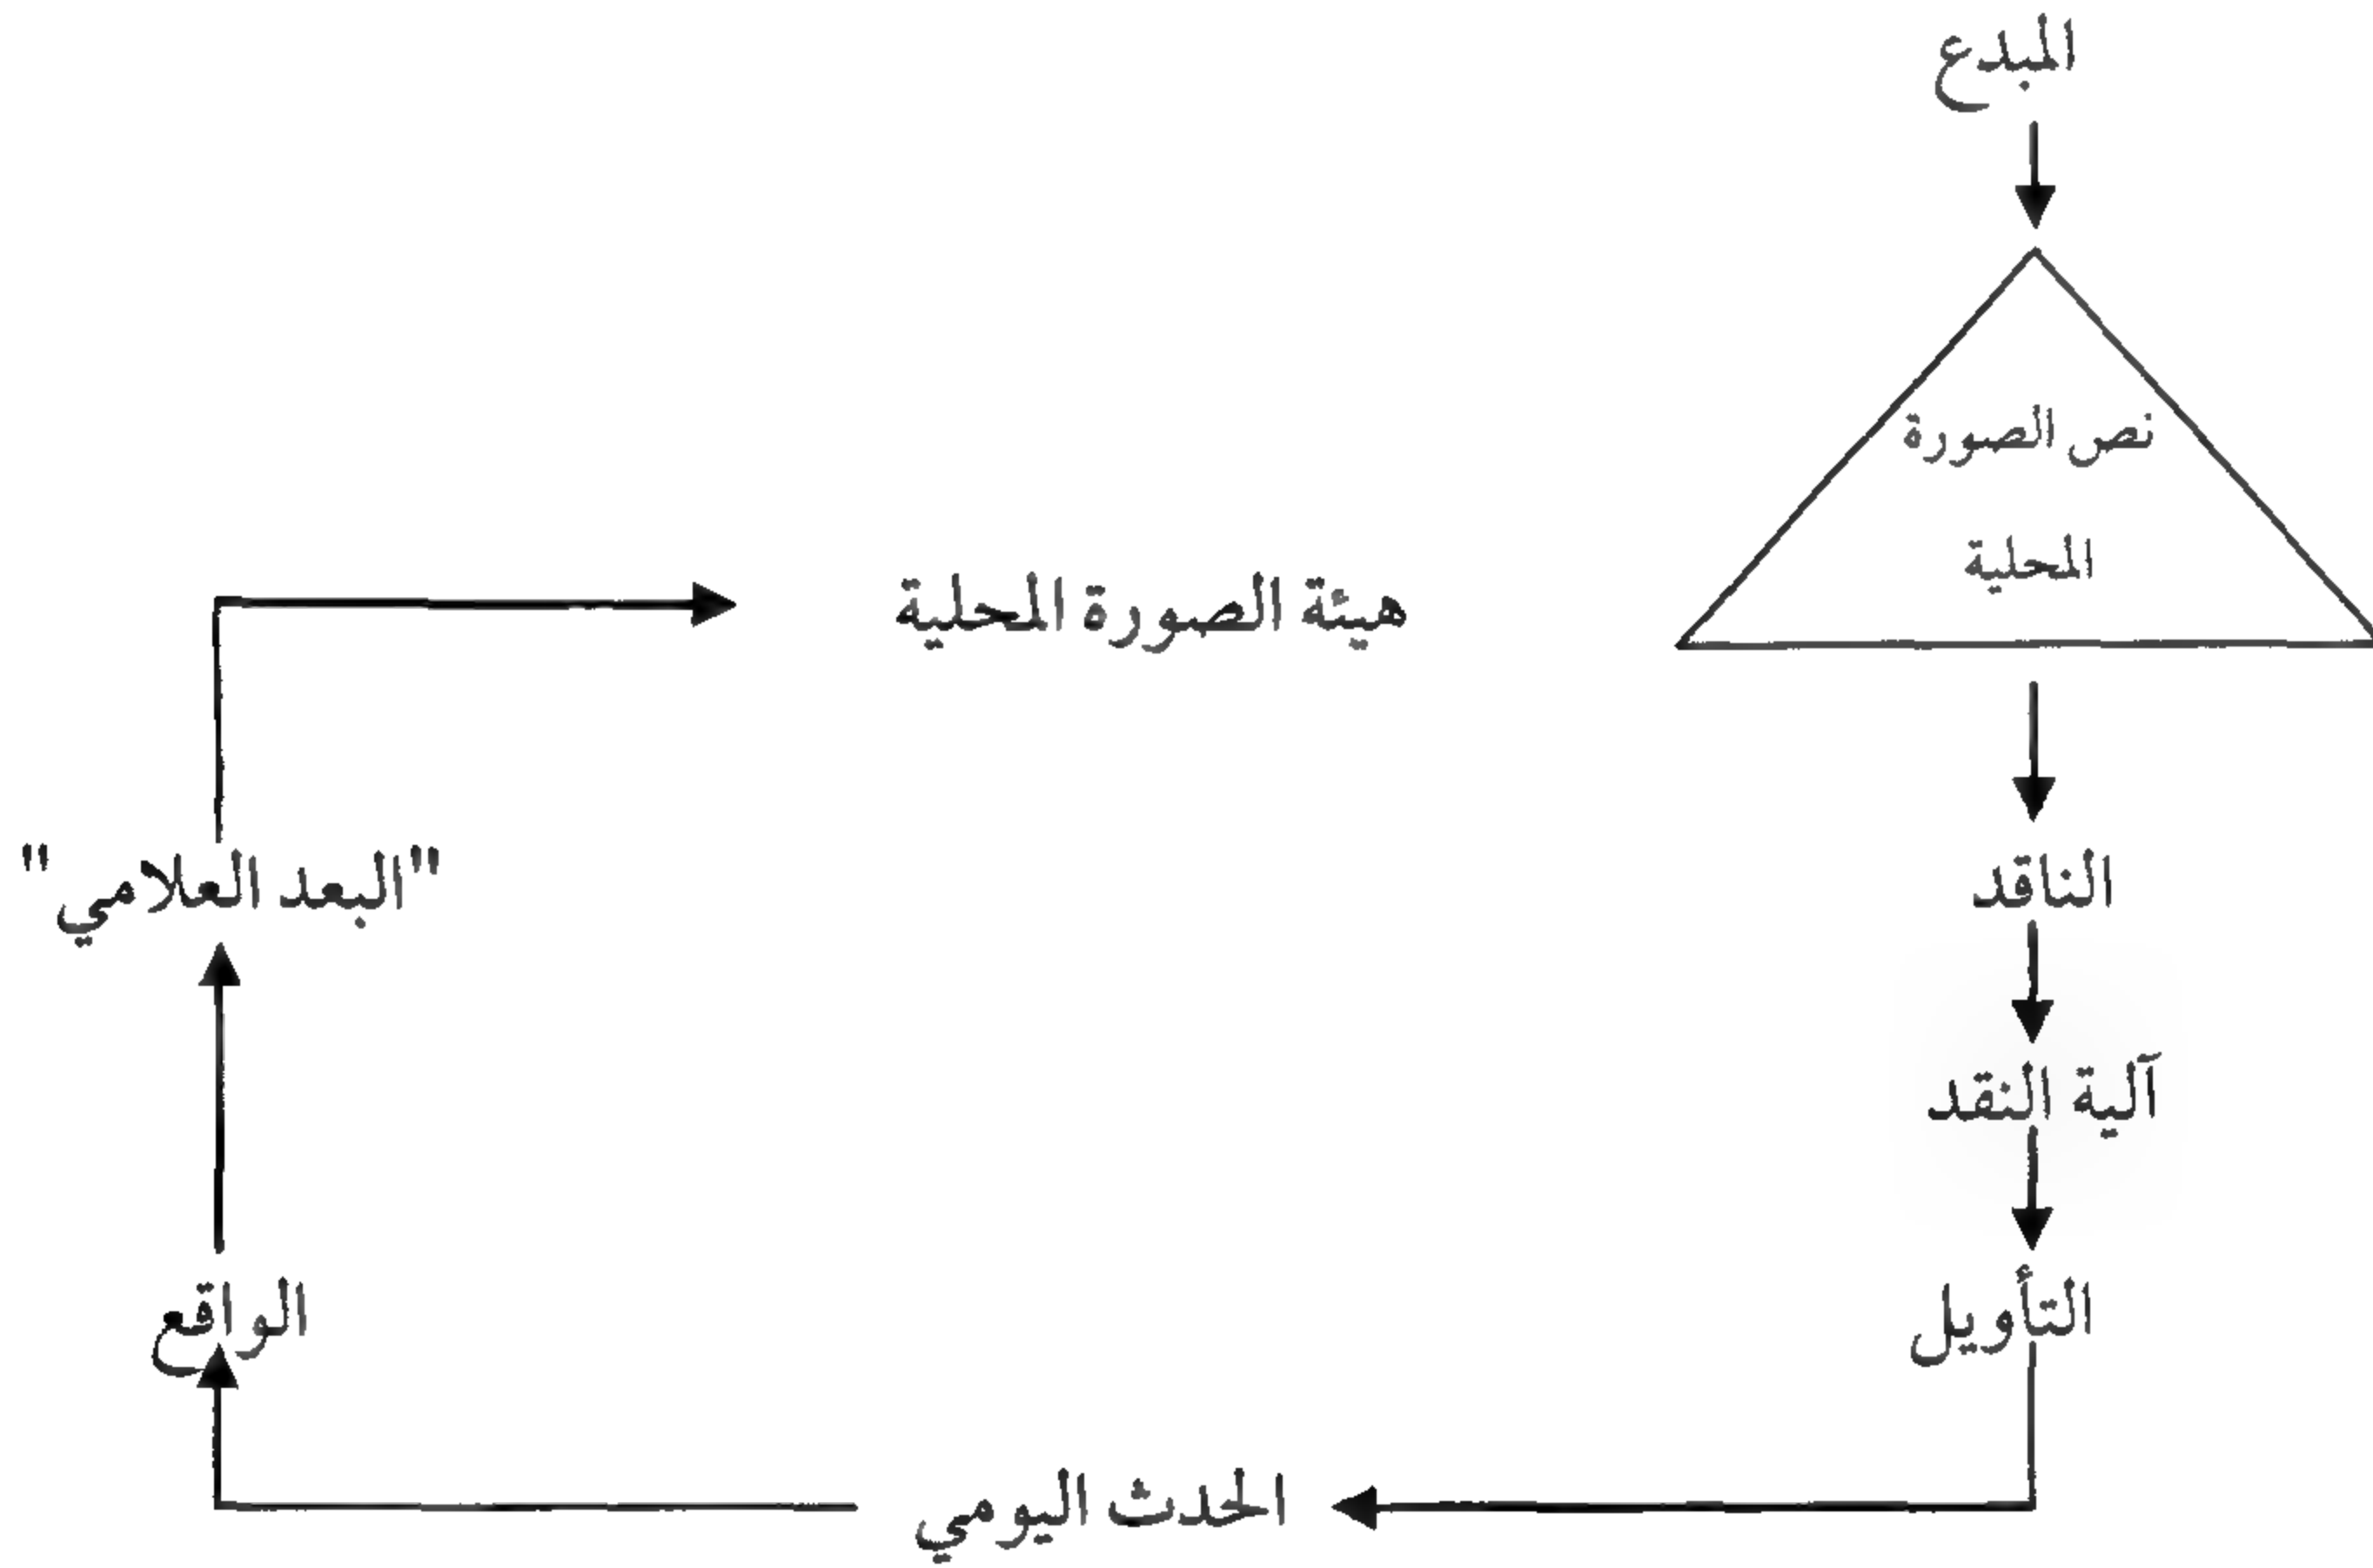 المبدع
نص الصورة
المحلية
هيئة الصورة المحلية
الناقد
"البعد العلامي"
آلية النقد
التأويل
الواقع
الحدث اليومي